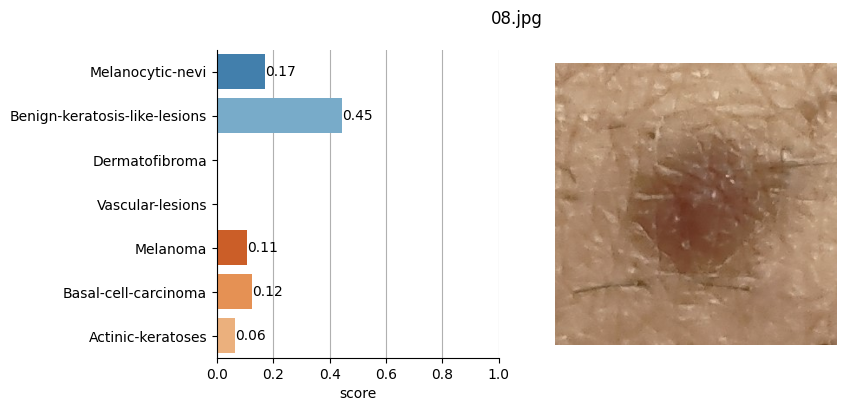 08.jpg
Melanocytic-nevi
0.17
Benign-keratosis-like-lesions
0.45
Dermatofibroma
Vascular-lesions
Melanoma
0.11
Basal-cell-carcinoma
0.12
Actinic-keratoses
0.06
0.0 0.2 0.4 0.6 0.8 1.0
score